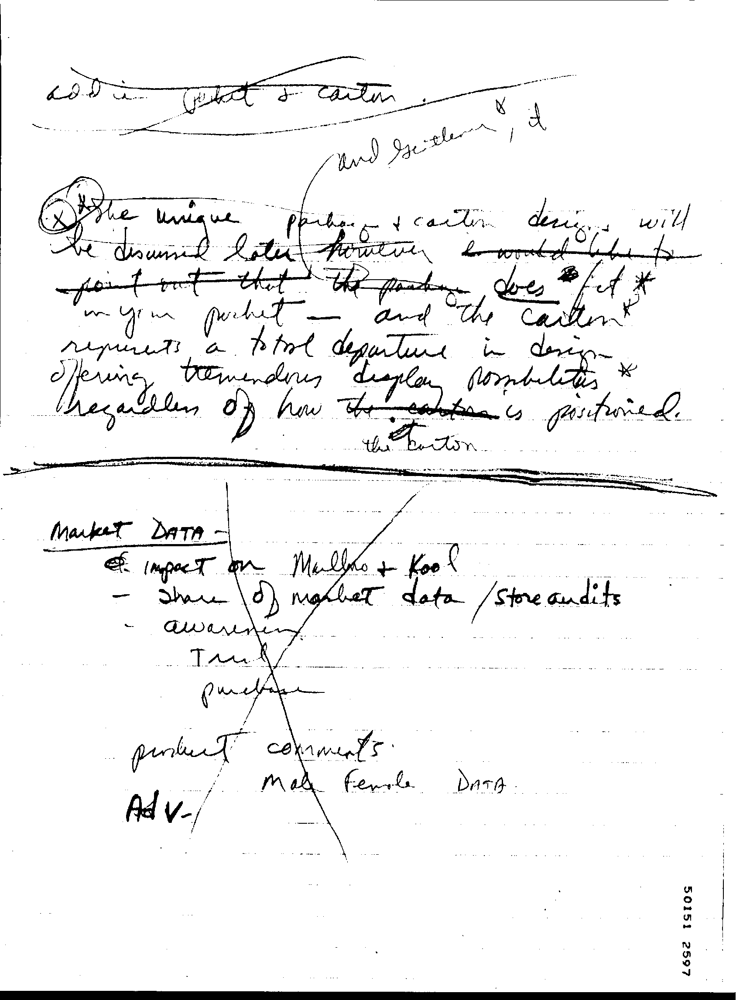 add in packet & carton.
and Gentlemen*, it
x * The unique package & carton design will
be discussed later however I would like to
point out that the package does fit *
in your pocket — and the carton *
represents a total departure in design
offering tremendous display possibilities *
regardless of how the carton is positioned.
the carton
Market DATA -
impact on Marlboro + Kool
- Share of market data / store audits
- awareness
Trial
purchase
product comments.
Male Female DATA
Adv-
50151 2597